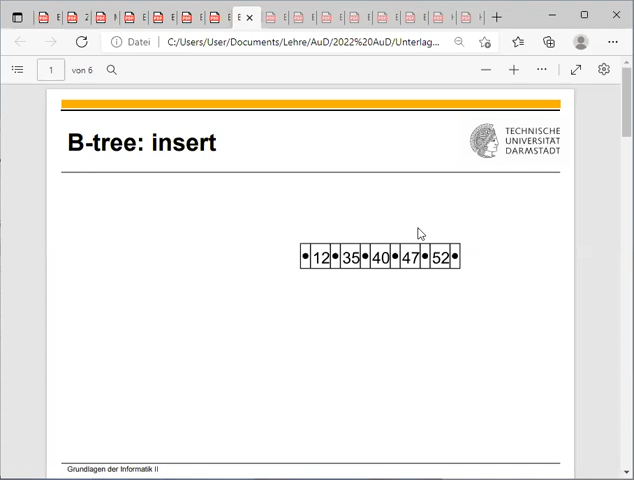 Datei C:/Users/User/Documents/Lehre/AuD/2022%20AuD/Unterlag...
1 von 6
B-tree: insert
TECHNISCHE
UNIVERSITÄT
DARMSTADT
12 35 40 47 52
Grundlagen der Informatik II